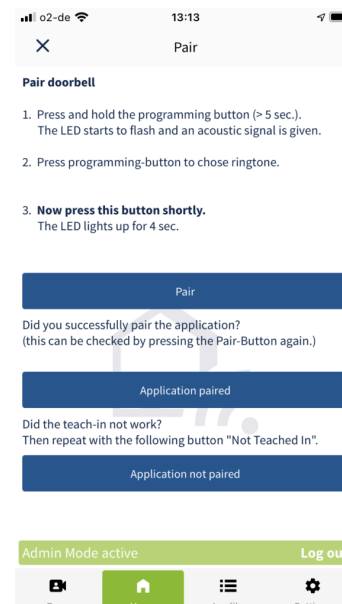 o2-de
13:13
Pair
Pair doorbell
1. Press and hold the programming button (> 5 sec.).
The LED starts to flash and an acoustic signal is given.
2. Press programming-button to chose ringtone.
3. Now press this button shortly.
The LED lights up for 4 sec.
Pair
Did you successfully pair the application?
(this can be checked by pressing the Pair-Button again.)
Application paired
Did the teach-in not work?
Then repeat with the following button "Not Teached In".
Application not paired
Admin Mode active
Log ou